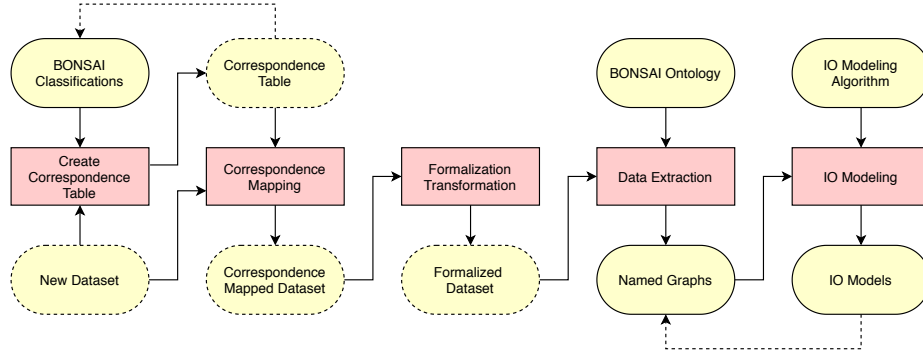 BONSAI
Classifications
Correspondence
Table
BONSAI Ontology
IO Modeling
Algorithm
Create
Correspondence
Table
Correspondence
Mapping
Formalization
Transformation
Data Extraction
IO Modeling
New Dataset
Correspondence
Mapped Dataset
Formalized
Dataset
Named Graphs
IO Models